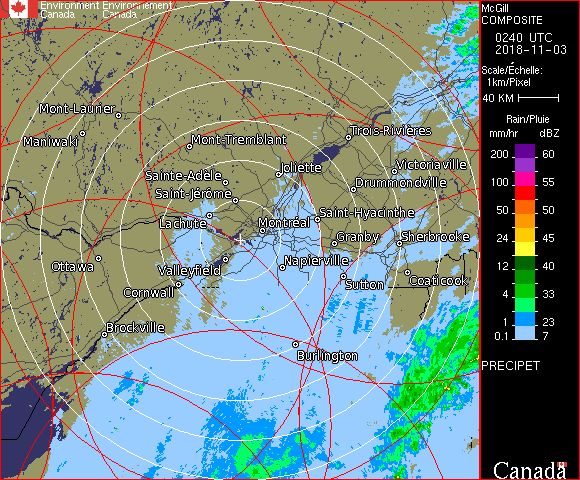 Environment Environnement
Canada Canada
McGill
COMPOSITE
0240 UTC
2018-11-03
Scale/Échelle:
1km/Pixel
40 KM
Rain/Pluie
mm/hr dBZ
200 60
150 57
100 55
50 50
24 45
12 40
4 33
1 23
0.1 7
PRECIPET
Canada
Mont-Laurier
Maniwaki
Mont-Tremblant
Trois-Rivières
Joliette
Victoriaville
Sainte-Adele
Drummondville
Saint-Jérôme
Saint-Hyacinthe
Lachute
Montréal
Granby
Sherbrooke
Ottawa
Valleyfield
Napierville
Cornwall
Sutton
Coaticook
Brockville
Burlington